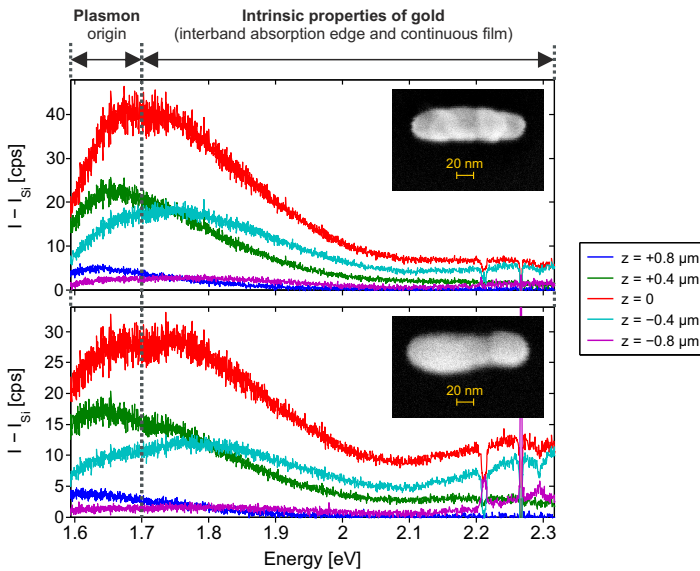 Plasmon
origin
Intrinsic properties of gold
(interband absorption edge and continuous film)
I − I_Si [cps]
40
30
20
10
0
20 nm
I − I_Si [cps]
30
25
20
15
10
5
0
20 nm
1.6 1.7 1.8 1.9 2 2.1 2.2 2.3
Energy [eV]
z = +0.8 µm
z = +0.4 µm
z = 0
z = −0.4 µm
z = −0.8 µm